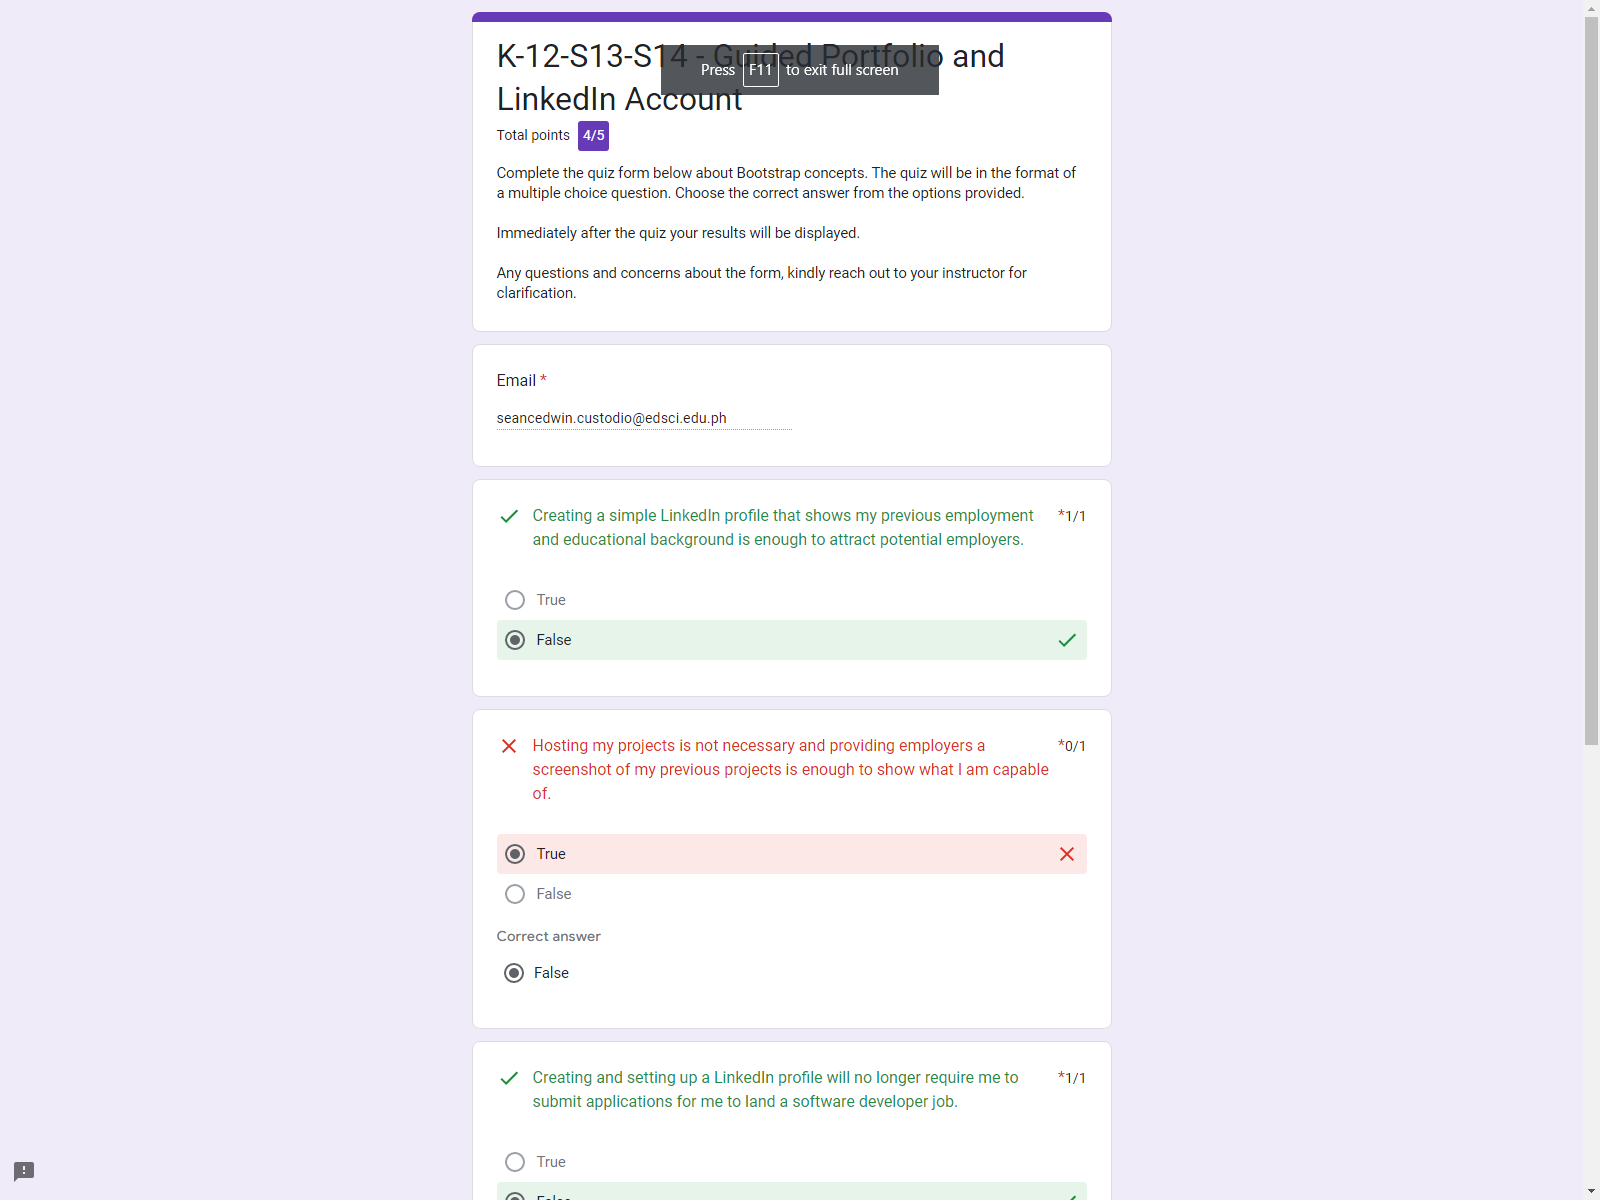 K-12-S13-S14 - Guided Portfolio and
LinkedIn Account
Press F11 to exit full screen
Total points 4/5
Complete the quiz form below about Bootstrap concepts. The quiz will be in the format of
a multiple choice question. Choose the correct answer from the options provided.
Immediately after the quiz your results will be displayed.
Any questions and concerns about the form, kindly reach out to your instructor for
clarification.
Email *
seancedwin.custodio@edsci.edu.ph
Creating a simple LinkedIn profile that shows my previous employment *1/1
and educational background is enough to attract potential employers.
True
False
Hosting my projects is not necessary and providing employers a *0/1
screenshot of my previous projects is enough to show what I am capable
of.
True
False
Correct answer
False
Creating and setting up a LinkedIn profile will no longer require me to *1/1
submit applications for me to land a software developer job.
True
False